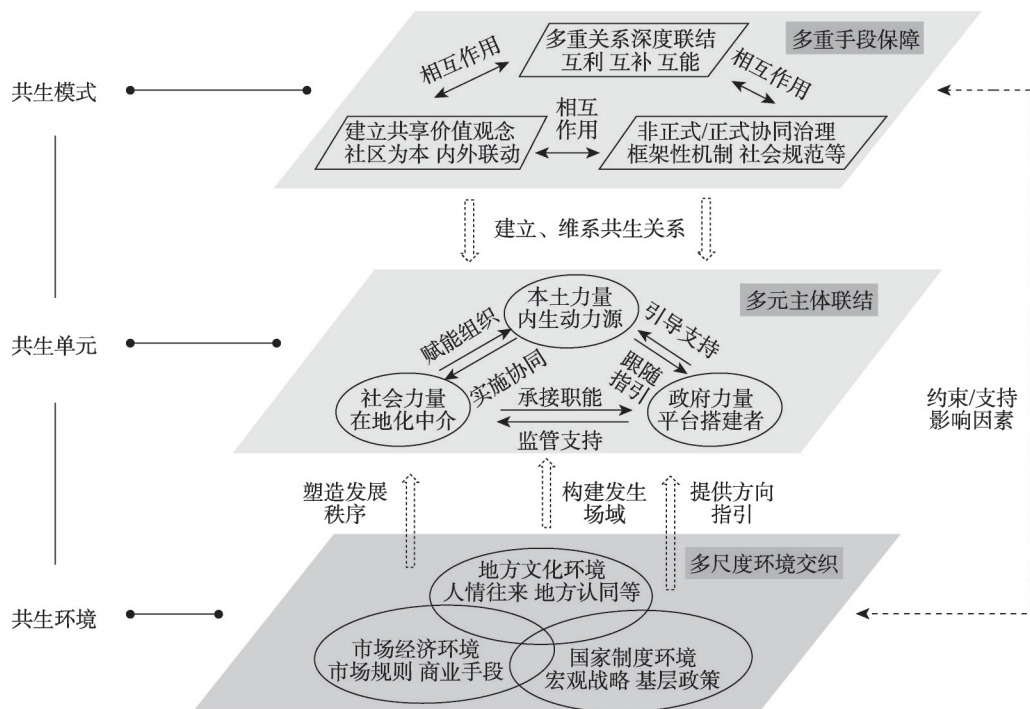 多重关系深度联结
互利 互补 互能
多重手段保障
相互作用
相互作用
共生模式
相互
作用
建立共享价值观念
社区为本 内外联动
非正式/正式协同治理
框架性机制 社会规范等
建立、维系共生关系
多元主体联结
本土力量
内生动力源
赋能组织
引导支持
共生单元
实施协同
跟随
指引
社会力量
在地化中介
承接职能
政府力量
平台搭建者
监管支持
约束/支持
影响因素
塑造发展
秩序
构建发生
场域
提供方向
指引
多尺度环境交织
地方文化环境
人情往来 地方认同等
共生环境
市场经济环境
市场规则 商业手段
国家制度环境
宏观战略 基层政策